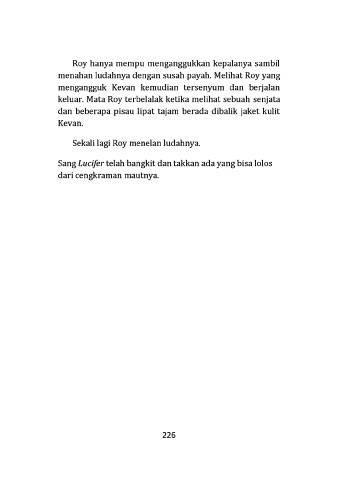 Roy hanya mempu menganggukkan kepalanya sambil
menahan ludahnya dengan susah payah. Melihat Roy yang
mengangguk Kevan kemudian tersenyum dan berjalan
keluar. Mata Roy terbelalak ketika melihat sebuah senjata
dan beberapa pisau lipat tajam berada dibalik jaket kulit
Kevan.
Sekali lagi Roy menelan ludahnya.
Sang Lucifer telah bangkit dan takkan ada yang bisa lolos
dari cengkraman mautnya.
226